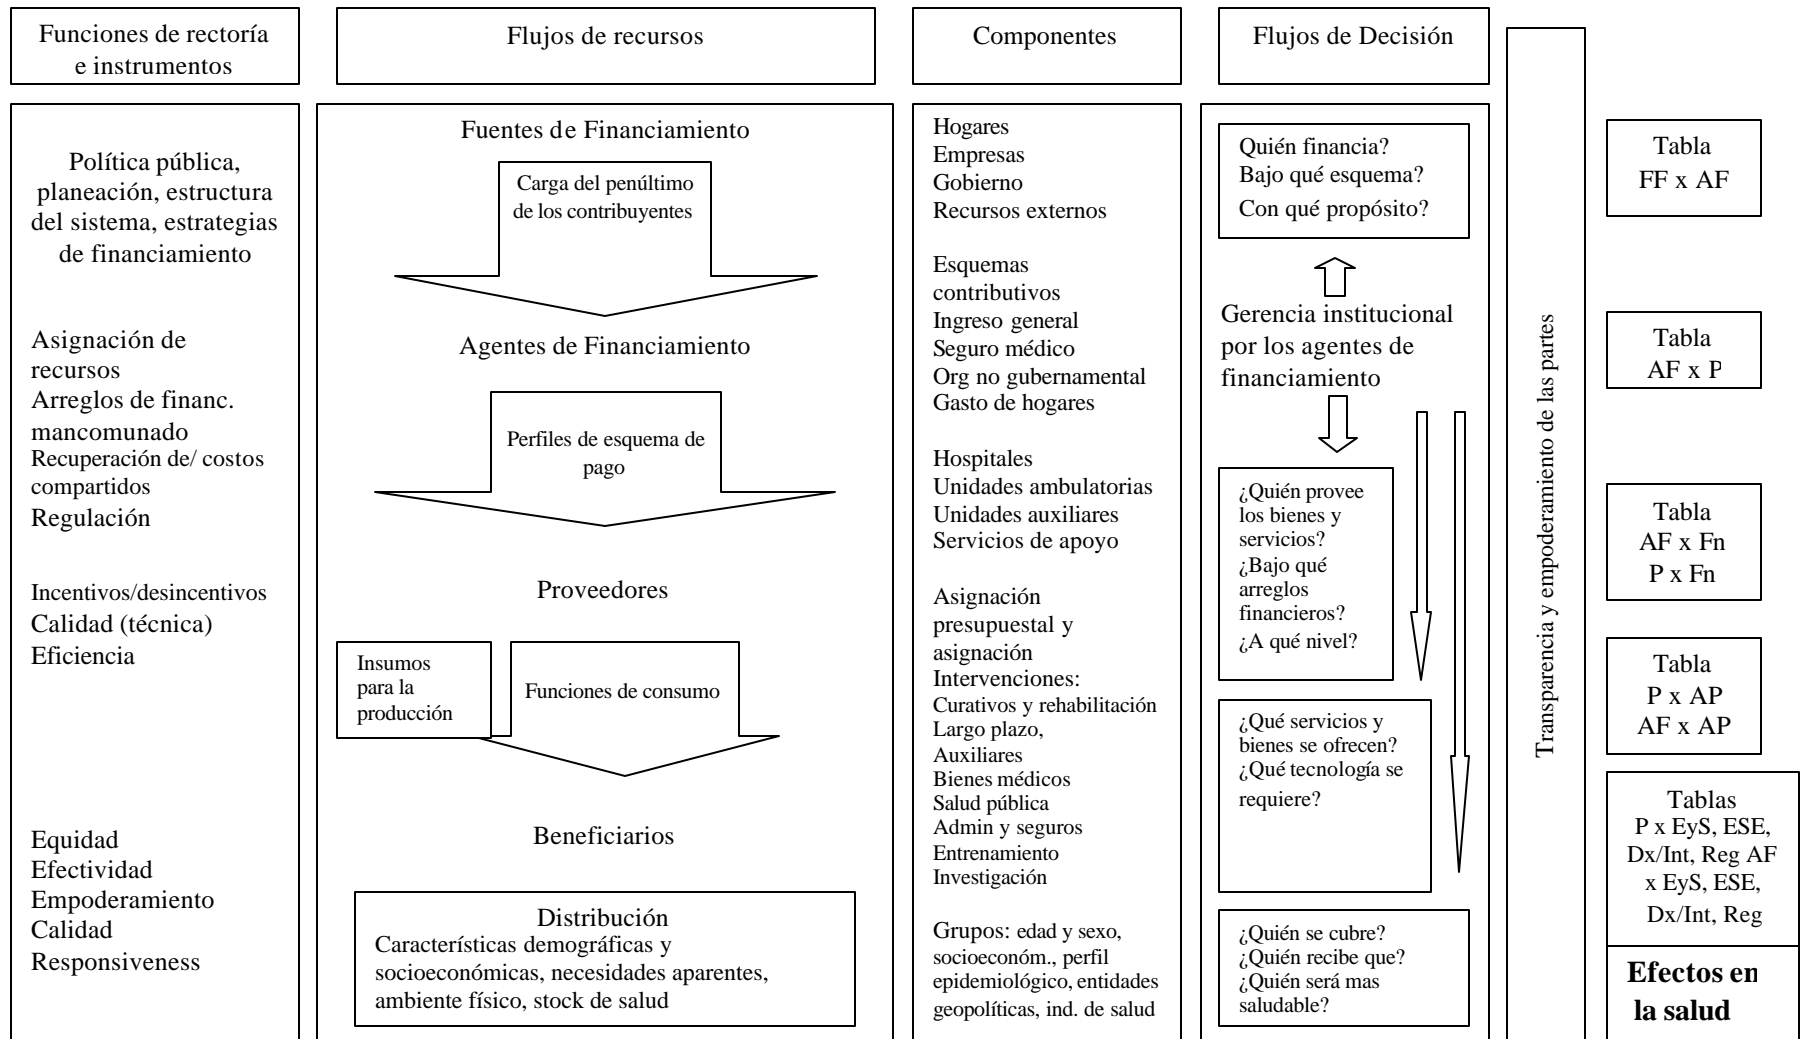 Funciones de rectoría
e instrumentos
Flujos de recursos
Componentes
Flujos de Decisión
Política pública,
planeación, estructura
del sistema, estrategias
de financiamiento
Asignación de
recursos
Arreglos de financ.
mancomunado
Recuperación de/ costos
compartidos
Regulación
Incentivos/desincentivos
Calidad (técnica)
Eficiencia
Equidad
Efectividad
Empoderamiento
Calidad
Responsiveness
Fuentes de Financiamiento
Carga del penúltimo
de los contribuyentes
Agentes de Financiamiento
Perfiles de esquema de
pago
Proveedores
Insumos
para la
producción
Funciones de consumo
Beneficiarios
Distribución
Características demográficas y
socioeconómicas, necesidades aparentes,
ambiente físico, stock de salud
Hogares
Empresas
Gobierno
Recursos externos
Esquemas
contributivos
Ingreso general
Seguro médico
Org no gubernamental
Gasto de hogares
Hospitales
Unidades ambulatorias
Unidades auxiliares
Servicios de apoyo
Asignación
presupuestal y
asignación
Intervenciones:
Curativos y rehabilitación
Largo plazo,
Auxiliares
Bienes médicos
Salud pública
Admin y seguros
Entrenamiento
Investigación
Grupos: edad y sexo,
socioeconóm., perfil
epidemiológico, entidades
geopolíticas, ind. de salud
Quién financia?
Bajo qué esquema?
Con qué propósito?
Gerencia institucional
por los agentes de
financiamiento
¿Quién provee
los bienes y
servicios?
¿Bajo qué
arreglos
financieros?
¿A qué nivel?
¿Qué servicios y
bienes se ofrecen?
¿Qué tecnología se
requiere?
¿Quién se cubre?
¿Quién recibe que?
¿Quién será mas
saludable?
Transparencia y empoderamiento de las partes
Tabla
FF x AF
Tabla
AF x P
Tabla
AF x Fn
P x Fn
Tabla
P x AP
AF x AP
Tablas
P x EyS, ESE,
Dx/Int, Reg AF
x EyS, ESE,
Dx/Int, Reg
Efectos en
la salud